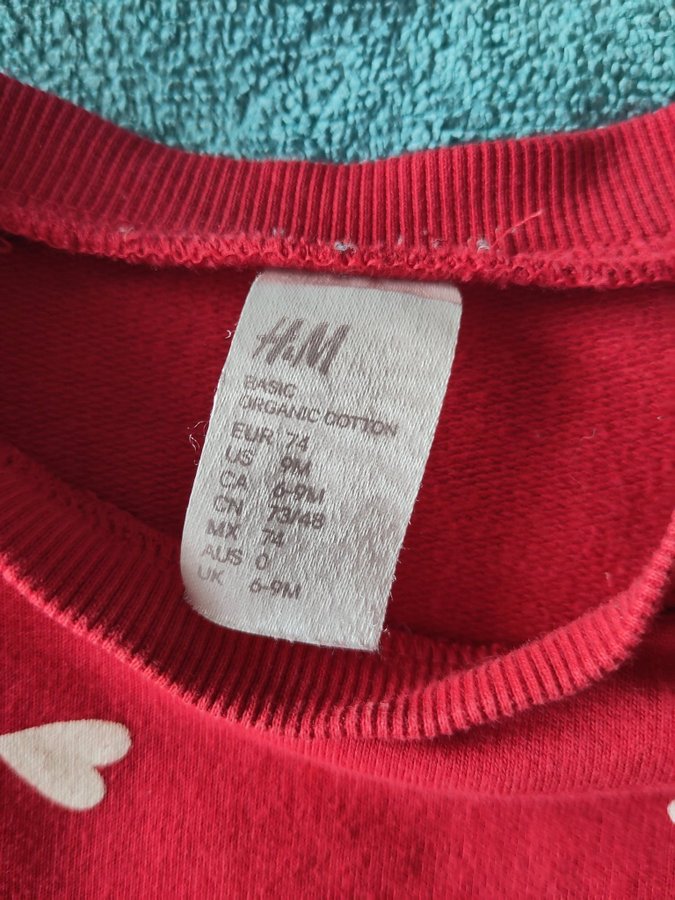 H&M
BASIC
ORGANIC COTTON
EUR 74
US 9M
CA 6-9M
CN 73/48
MX 74
AUS 0
UK 6-9M